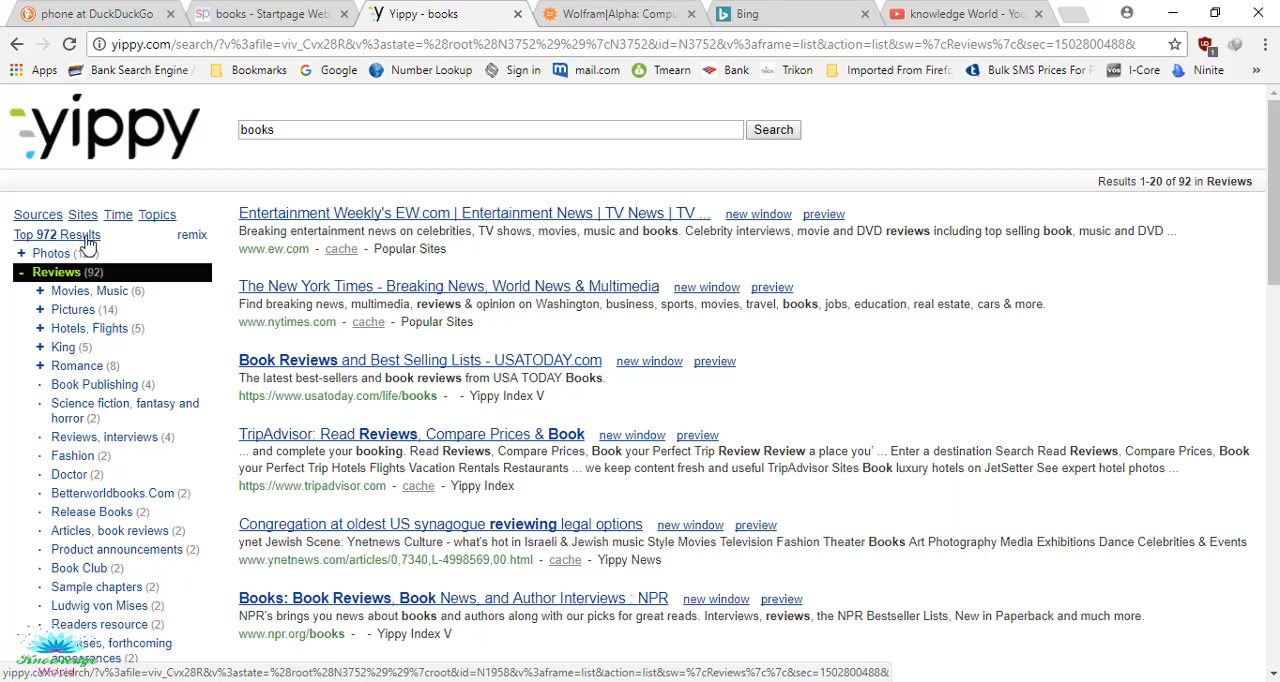 phone at DuckDuckGo
books - Startpage Web
Yippy - books
Wolfram|Alpha: Compu
Bing
knowledge World - You
yippy.com/search/?v%3afile=viv_Cvx28R&v%3astate=%28root%28N3752%29%29%7cN3752&id=N3752&v%3aframe=list&action=list&sw=%7cReviews%7c&sec=1502800488&
1
Apps
Bank Search Engine
Bookmarks
Google
Number Lookup
Sign in
mail.com
Tmearn
Bank
Trikon
Imported From Firefo
Bulk SMS Prices For
I-Core
Ninite
»
yippy
books
Search
Results 1-20 of 92 in Reviews
Sources Sites Time Topics
Top 972 Results
remix
+ Photos
- Reviews (92)
+ Movies, Music (6)
+ Pictures (14)
+ Hotels, Flights (5)
+ King (5)
+ Romance (8)
· Book Publishing (4)
· Science fiction, fantasy and
horror (2)
· Reviews, interviews (4)
· Fashion (2)
· Doctor (2)
· Betterworldbooks.Com (2)
· Release Books (2)
· Articles, book reviews (2)
· Product announcements (2)
· Book Club (2)
· Sample chapters (2)
· Ludwig von Mises (2)
· Readers resource (2)
forthcoming
appearances (2)
Entertainment Weekly's EW.com | Entertainment News | TV News | TV ... new window preview
Breaking entertainment news on celebrities, TV shows, movies, music and books. Celebrity interviews, movie and DVD reviews including top selling book, music and DVD ...
www.ew.com - cache - Popular Sites
The New York Times - Breaking News, World News & Multimedia new window preview
Find breaking news, multimedia, reviews & opinion on Washington, business, sports, movies, travel, books, jobs, education, real estate, cars & more.
www.nytimes.com - cache - Popular Sites
Book Reviews and Best Selling Lists - USATODAY.com new window preview
The latest best-sellers and book reviews from USA TODAY Books.
https://www.usatoday.com/life/books - - Yippy Index V
TripAdvisor: Read Reviews, Compare Prices & Book new window preview
... and complete your booking. Read Reviews, Compare Prices, Book your Perfect Trip Review Review a place you' ... Enter a destination Search Read Reviews, Compare Prices, Book
your Perfect Trip Hotels Flights Vacation Rentals Restaurants ... we keep content fresh and useful TripAdvisor Sites Book luxury hotels on JetSetter See expert hotel photos ...
https://www.tripadvisor.com - cache - Yippy Index
Congregation at oldest US synagogue reviewing legal options new window preview
ynet Jewish Scene: Ynetnews Culture - what's hot in Israeli & Jewish music Style Movies Television Fashion Theater Books Art Photography Media Exhibitions Dance Celebrities & Events
www.ynetnews.com/articles/0,7340,L-4998569,00.html - cache - Yippy News
Books: Book Reviews, Book News, and Author Interviews : NPR new window preview
NPR's brings you news about books and authors along with our picks for great reads. Interviews, reviews, the NPR Bestseller Lists, New in Paperback and much more.
www.npr.org/books - - Yippy Index V
Knowledge
World
yippy.com/search/?v%3afile=viv_Cvx28R&v%3astate=%28root%28N3752%29%29%7croot&id=N1958&v%3aframe=list&action=list&sw=%7cReviews%7c%7c&sec=1502800488&